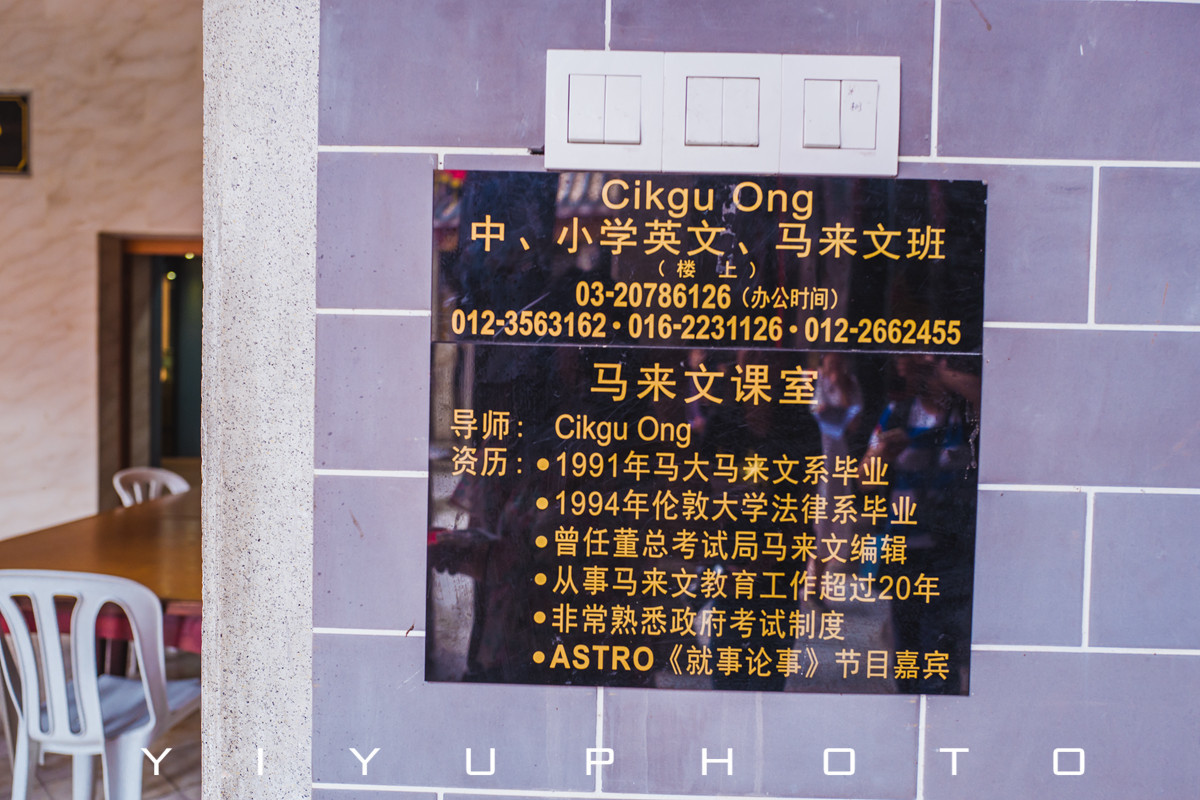 Cikgu Ong
中、小学英文、马来文班
（楼 上）
03-20786126（办公时间）
012-3563162·016-2231126·012-2662455
马来文课室
导师： Cikgu Ong
资历：●1991年马大马来文系毕业
●1994年伦敦大学法律系毕业
●曾任董总考试局马来文编辑
●从事马来文教育工作超过20年
●非常熟悉政府考试制度
●ASTRO《就事论事》节目嘉宾
YIYUPHOTO